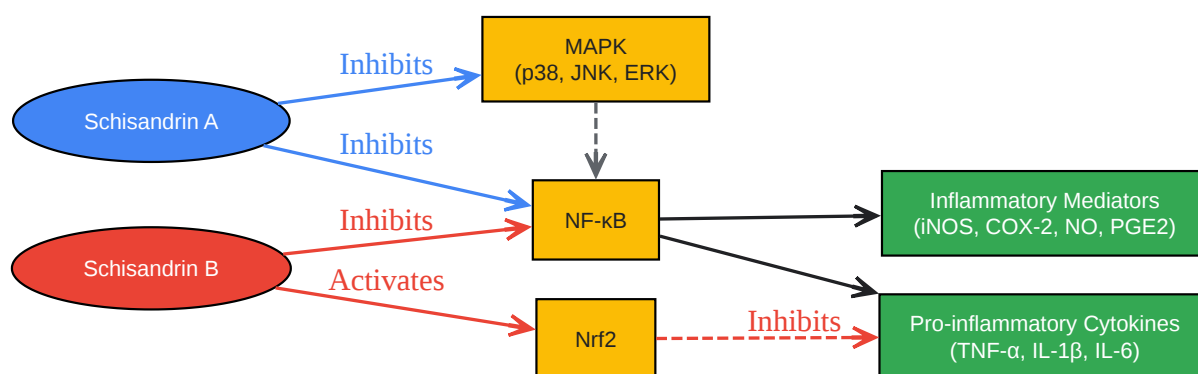 MAPK
(p38, JNK, ERK)
Inhibits
Schisandrin A
Inhibits
Inhibits
NF-κB
Inflammatory Mediators
(iNOS, COX-2, NO, PGE2)
Schisandrin B
Activates
Nrf2
Inhibits
Pro-inflammatory Cytokines
(TNF-α, IL-1β, IL-6)